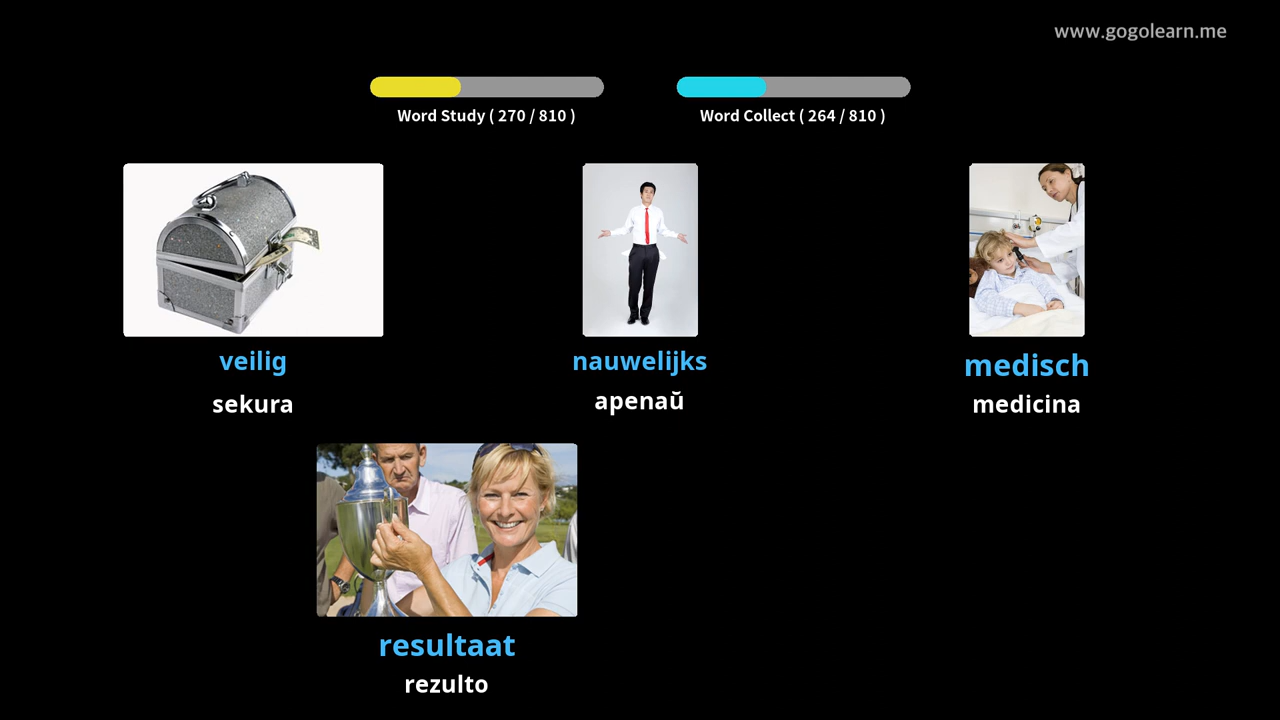 www.gogolearn.me
Word Study ( 270 / 810 )
Word Collect ( 264 / 810 )
veilig
sekura
nauwelijks
apenaŭ
medisch
medicina
resultaat
rezulto